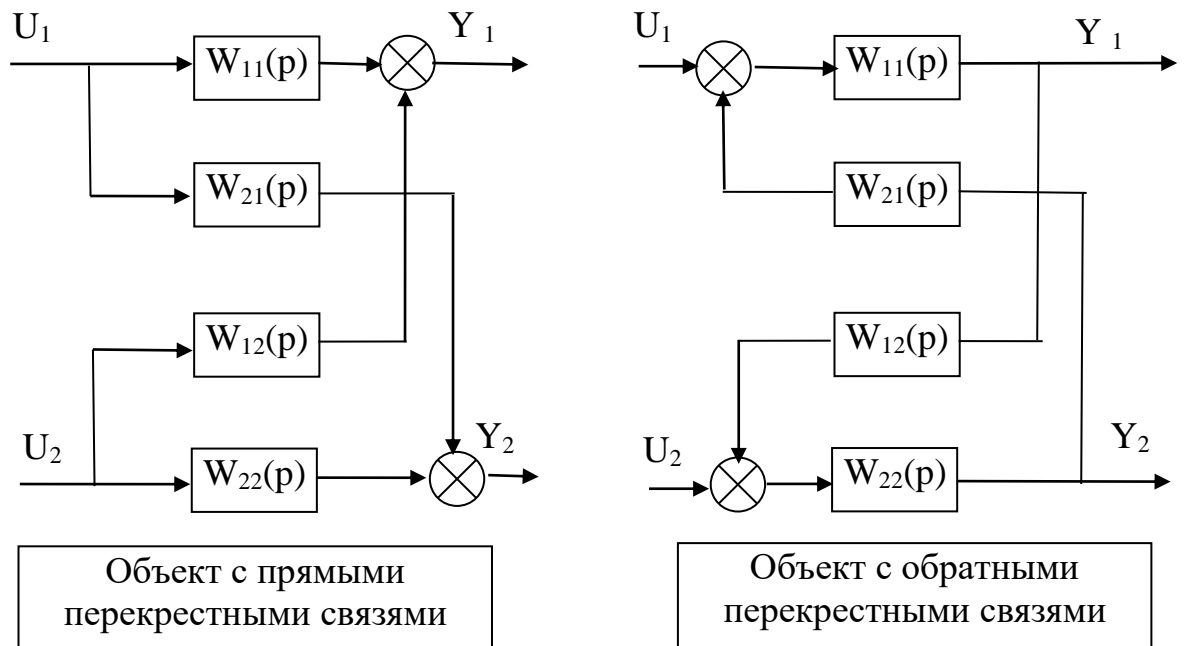 U₁
W₁₁(p)
Y ₁
W₂₁(p)
W₁₂(p)
U₂
W₂₂(p)
Y₂
Объект с прямыми
перекрестными связями
U₁
W₁₁(p)
Y ₁
W₂₁(p)
W₁₂(p)
U₂
W₂₂(p)
Y₂
Объект с обратными
перекрестными связями